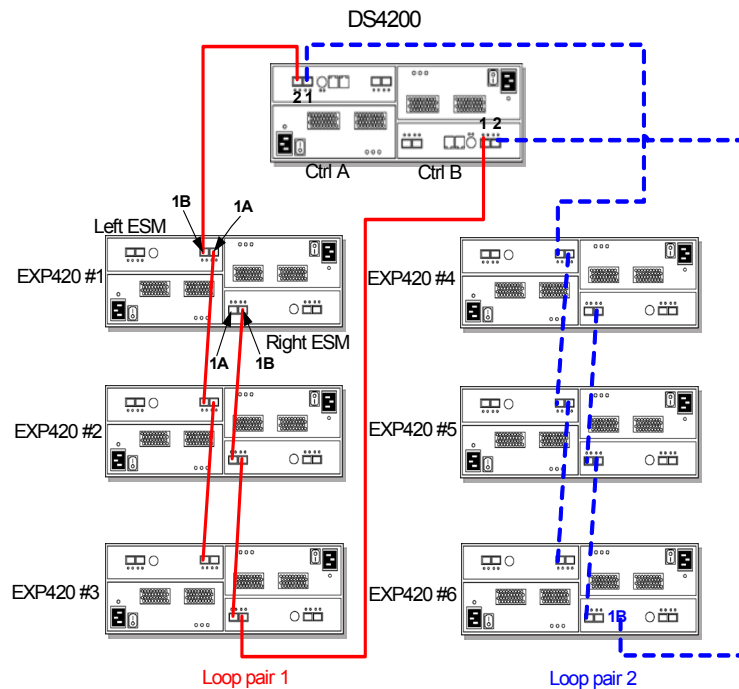 DS4200
2 1
1 2
Ctrl A
Ctrl B
1B
1A
Left ESM
EXP420 #1
EXP420 #4
1A
1B
Right ESM
EXP420 #2
EXP420 #5
EXP420 #3
EXP420 #6
1B
Loop pair 1
Loop pair 2